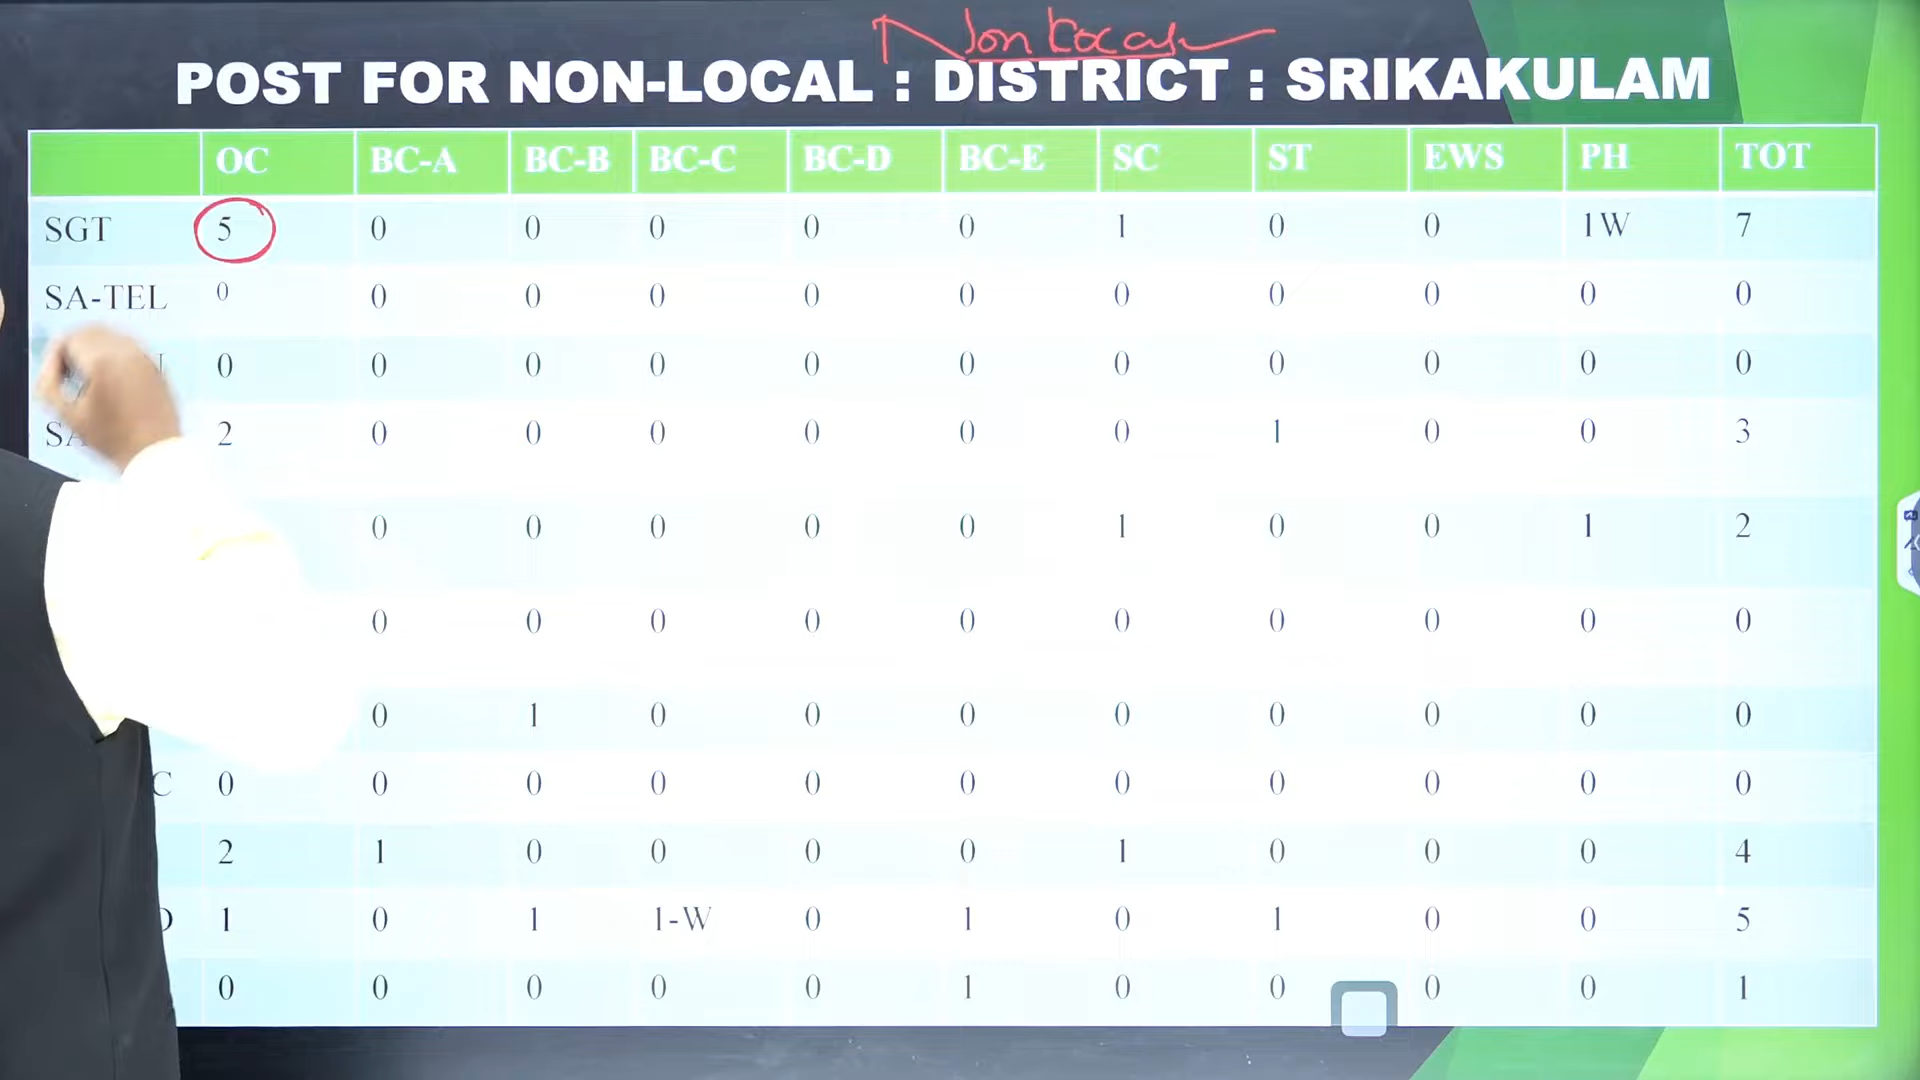 Non Local
POST FOR NON-LOCAL : DISTRICT : SRIKAKULAM
OC BC-A BC-B BC-C BC-D BC-E SC ST EWS PH TOT
SGT 5 0 0 0 0 0 1 0 0 1W 7
SA-TEL 0 0 0 0 0 0 0 0 0 0 0
0 0 0 0 0 0 0 0 0 0 0
2 0 0 0 0 0 0 1 0 0 3
0 0 0 0 0 1 0 0 1 2
0 0 0 0 0 0 0 0 0 0
0 1 0 0 0 0 0 0 0 0
0 0 0 0 0 0 0 0 0 0 0
2 1 0 0 0 0 1 0 0 0 4
1 0 1 1-W 0 1 0 1 0 0 5
0 0 0 0 0 1 0 0 0 0 1